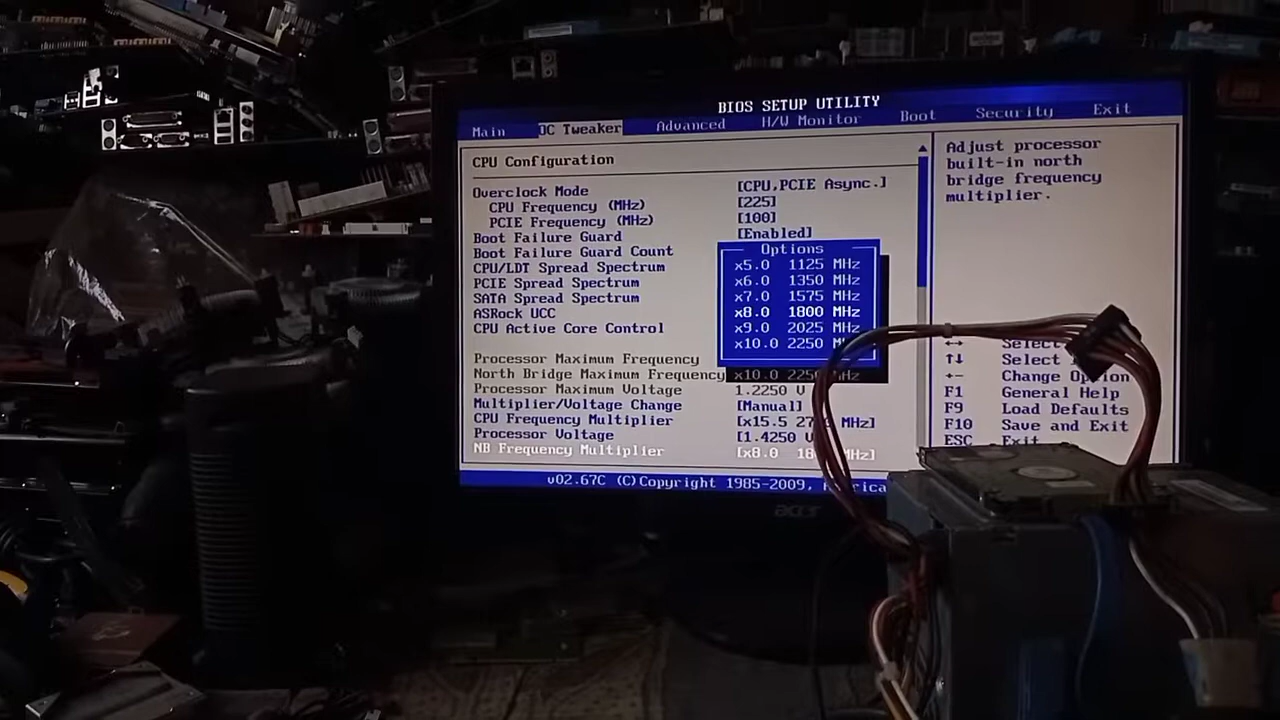 BIOS SETUP UTILITY
Main OC Tweaker Advanced H/W Monitor Boot Security Exit
CPU Configuration
Overclock Mode [CPU,PCIE Async.]
CPU Frequency (MHz) [225]
PCIE Frequency (MHz) [100]
Boot Failure Guard [Enabled]
Boot Failure Guard Count
CPU/LDT Spread Spectrum
PCIE Spread Spectrum
SATA Spread Spectrum
ASRock UCC
CPU Active Core Control
Processor Maximum Frequency
North Bridge Maximum Frequency x10.0 2250 MHz
Processor Maximum Voltage 1.2250 V
Multiplier/Voltage Change [Manual]
CPU Frequency Multiplier [x15.5 27 MHz]
Processor Voltage [1.4250 V
NB Frequency Multiplier [x8.0 18 MHz]
Options
x5.0 1125 MHz
x6.0 1350 MHz
x7.0 1575 MHz
x8.0 1800 MHz
x9.0 2025 MHz
x10.0 2250
Adjust processor
built-in north
bridge frequency
multiplier.
↔ Select
↑↓ Select
+- Change Option
F1 General Help
F9 Load Defaults
F10 Save and Exit
ESC Exit
v02.67C (C)Copyright 1985-2009,
acer